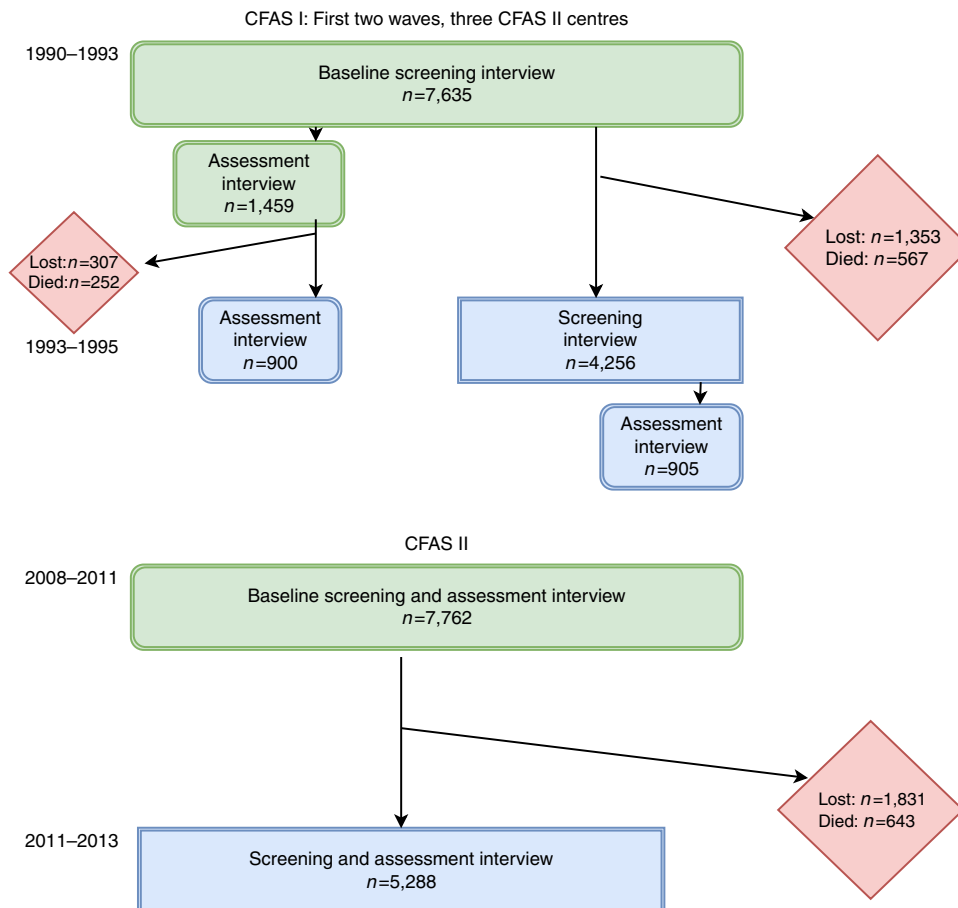 CFAS I: First two waves, three CFAS II centres
1990–1993
Baseline screening interview
n=7,635
Assessment
interview
n=1,459
Lost:n=307
Died:n=252
Lost: n=1,353
Died: n=567
1993–1995
Assessment
interview
n=900
Screening
interview
n=4,256
Assessment
interview
n=905
CFAS II
2008–2011
Baseline screening and assessment interview
n=7,762
Lost: n=1,831
Died: n=643
2011–2013
Screening and assessment interview
n=5,288